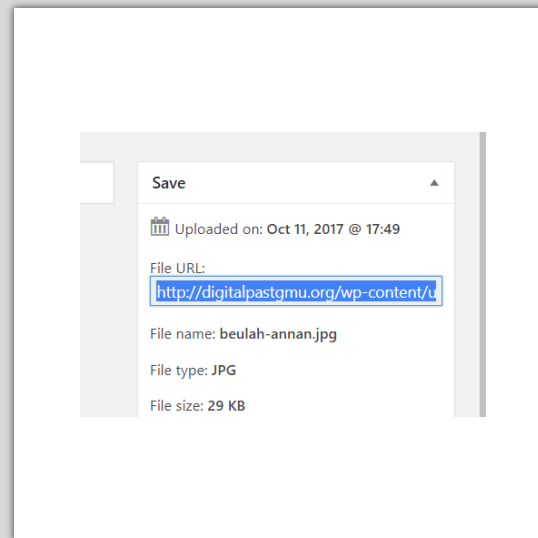 Save
Uploaded on: Oct 11, 2017 @ 17:49
File URL:
http://digitalpastgmu.org/wp-content/u
File name: beulah-annan.jpg
File type: JPG
File size: 29 KB